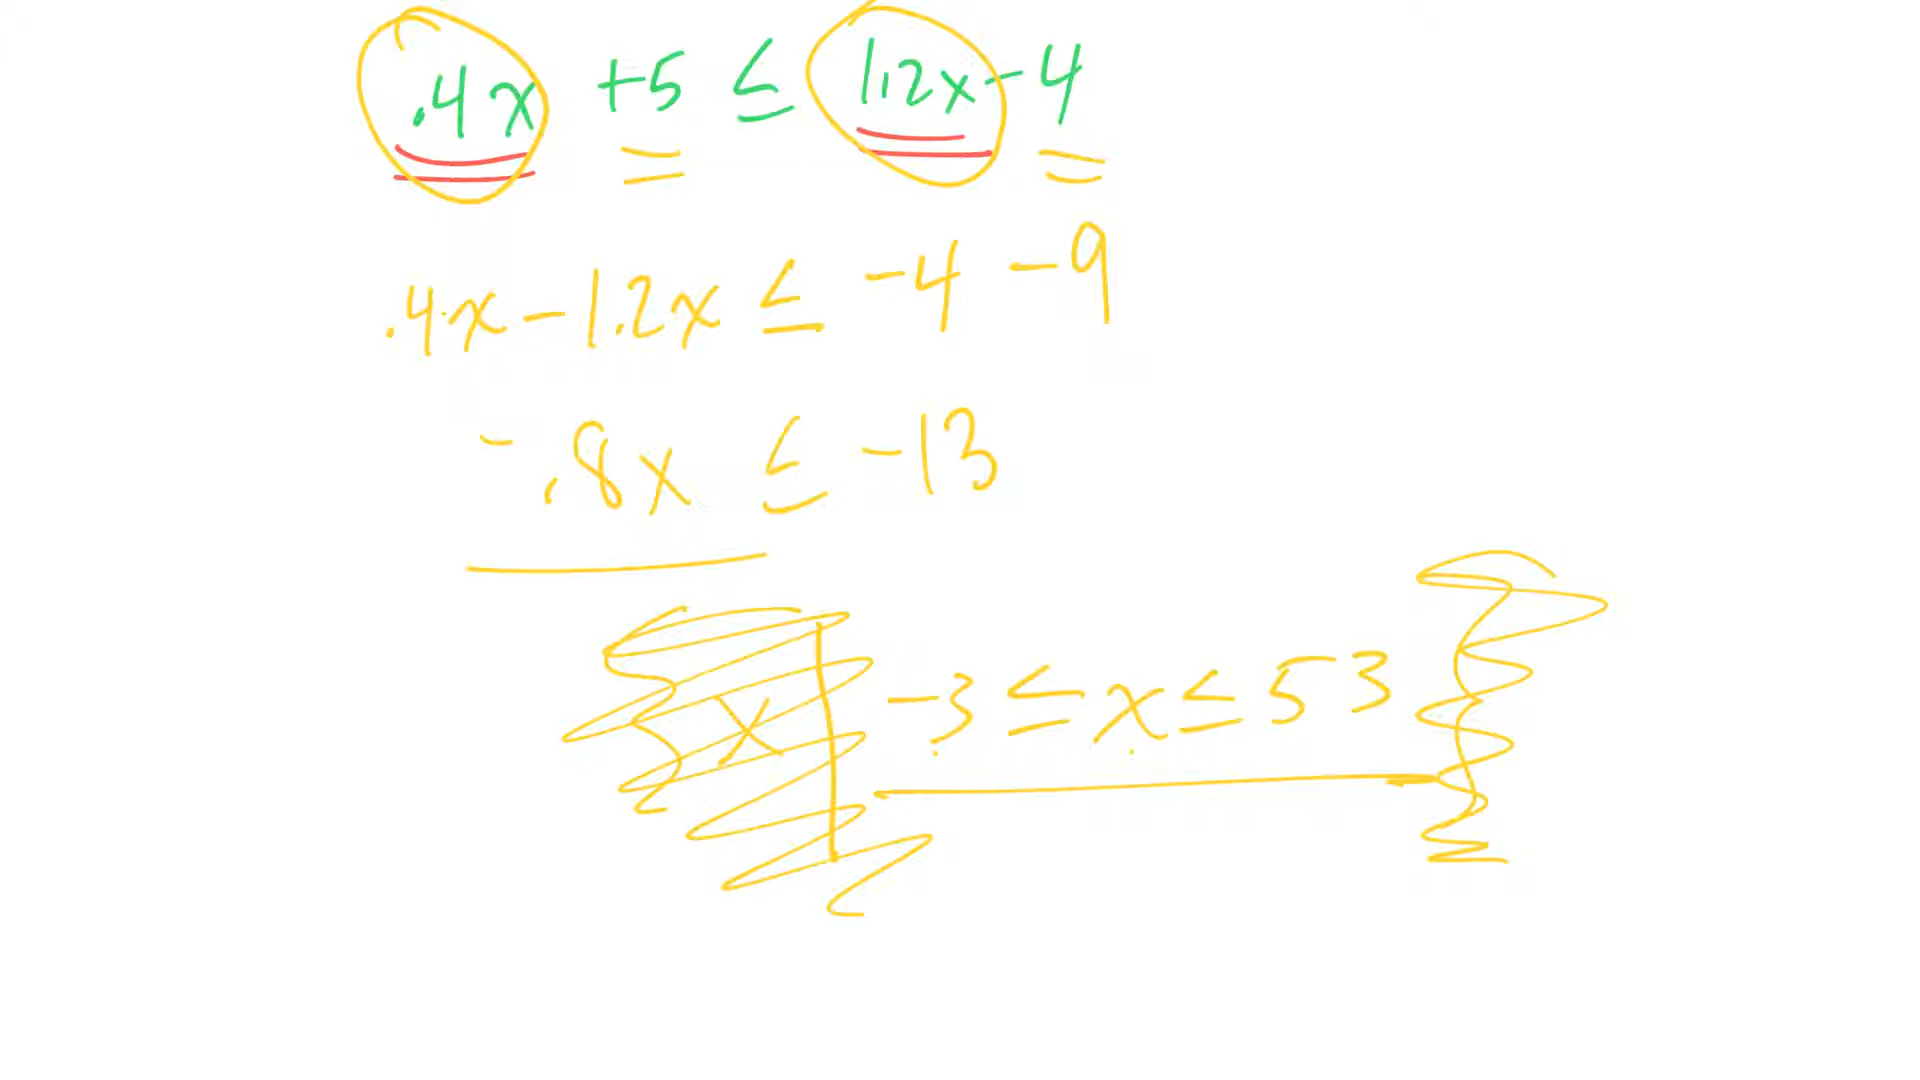 .4x +5 ≤ 1.2x - 4
.4x - 1.2x ≤ -4 - 9
- .8x ≤ -13
x -3 ≤ x ≤ 53